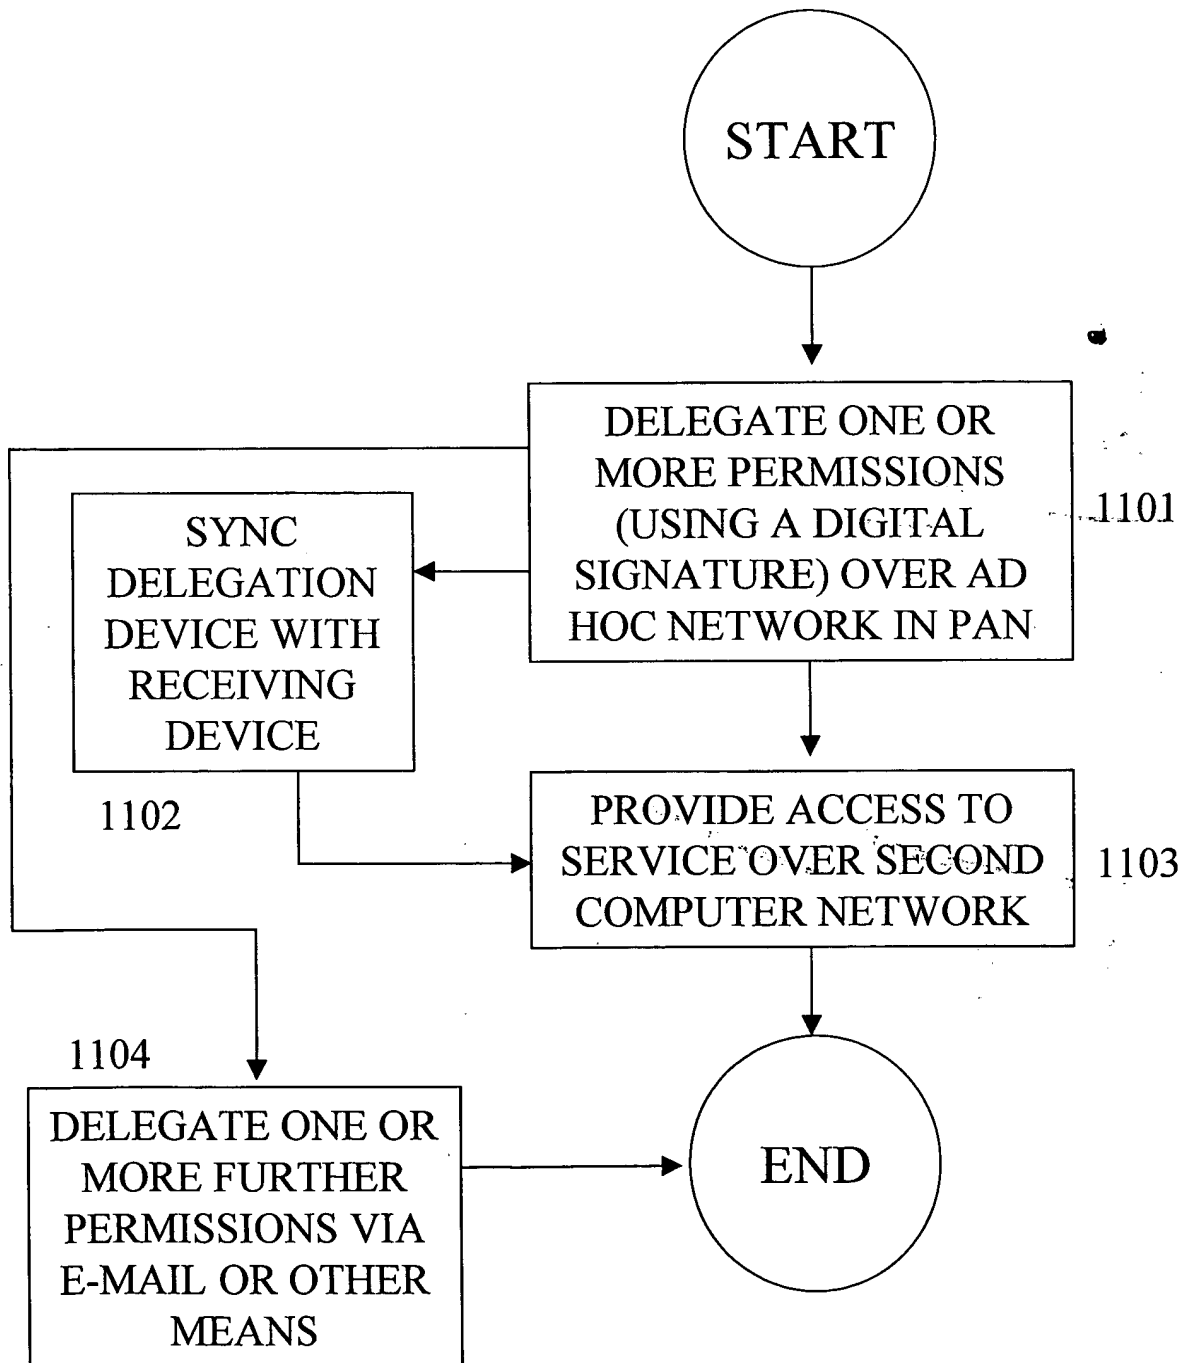 START
DELEGATE ONE OR
MORE PERMISSIONS
(USING A DIGITAL
SIGNATURE) OVER AD
HOC NETWORK IN PAN
1101
SYNC
DELEGATION
DEVICE WITH
RECEIVING
DEVICE
1102
PROVIDE ACCESS TO
SERVICE OVER SECOND
COMPUTER NETWORK
1103
1104
DELEGATE ONE OR
MORE FURTHER
PERMISSIONS VIA
E-MAIL OR OTHER
MEANS
END